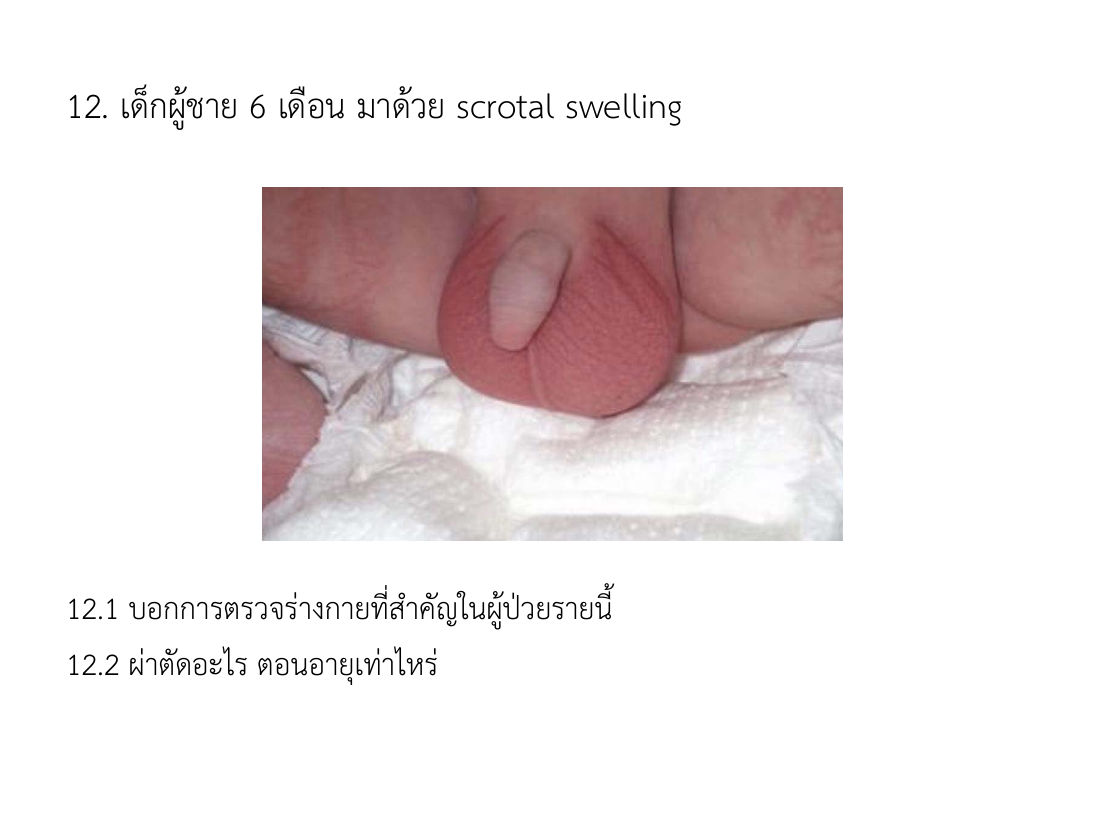 12. เด็กผู้ชาย 6 เดือน มาด้วย scrotal swelling
12.1 บอกการตรวจร่างกายที่สำคัญในผู้ป่วยรายนี้
12.2 ผ่าตัดอะไร ตอนอายุเท่าไหร่